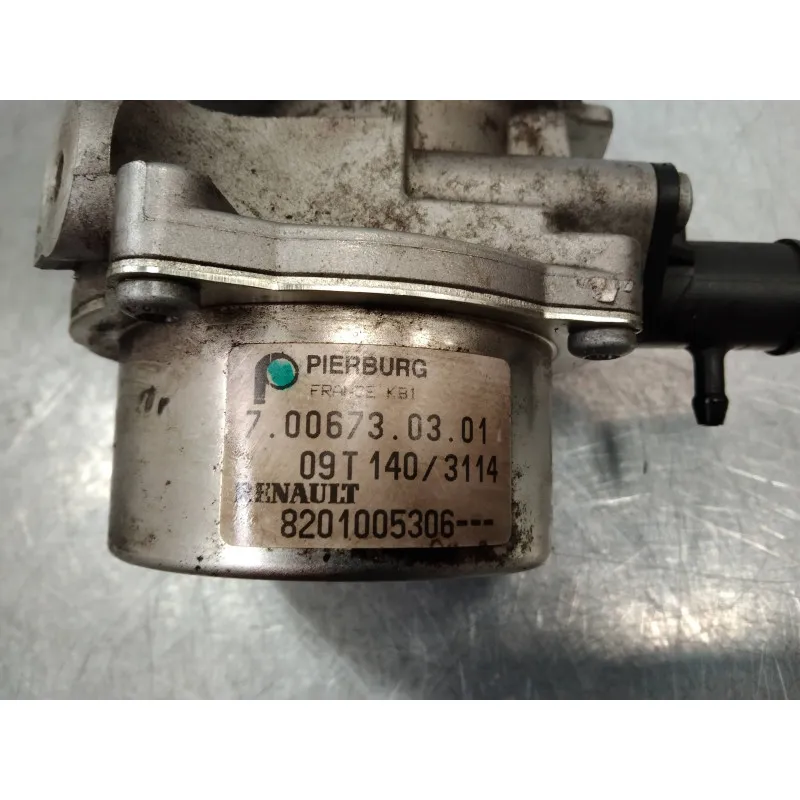 PIERBURG
FRANCE KB1
7.00673.03.01
09T 140/3114
RENAULT
8201005306---